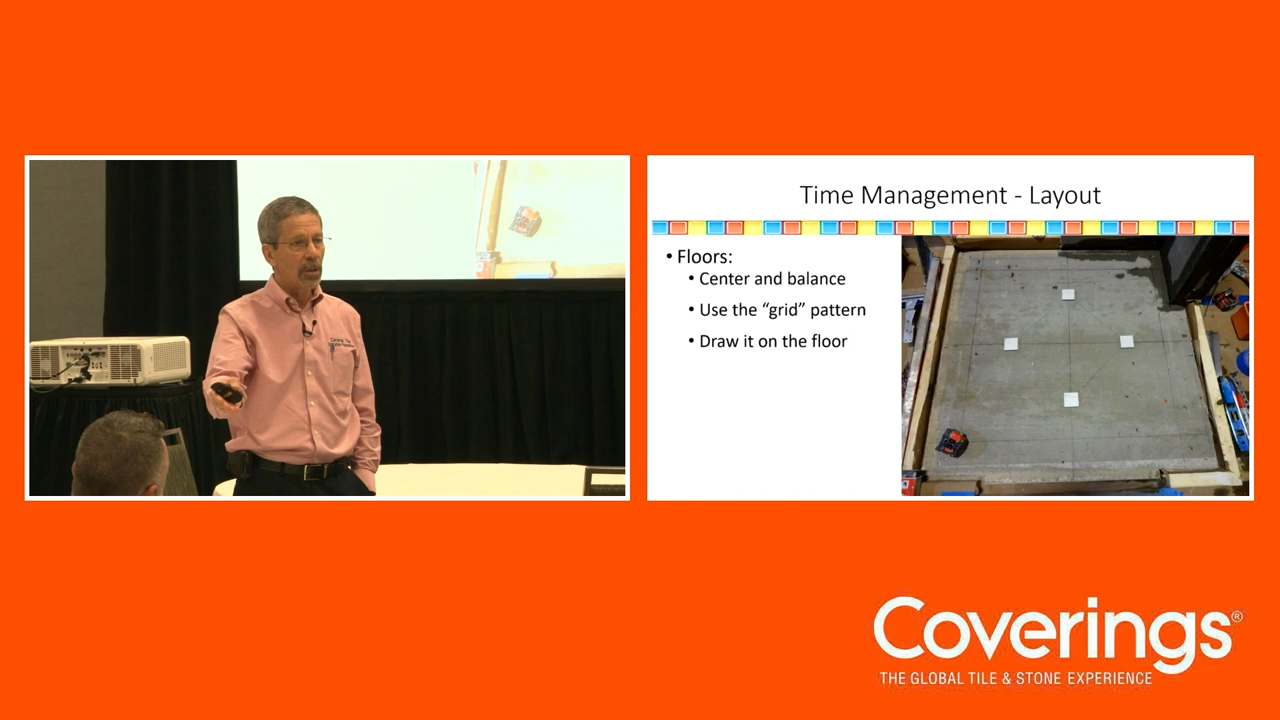 Time Management - Layout
• Floors:
• Center and balance
• Use the “grid” pattern
• Draw it on the floor
Coverings®
THE GLOBAL TILE & STONE EXPERIENCE